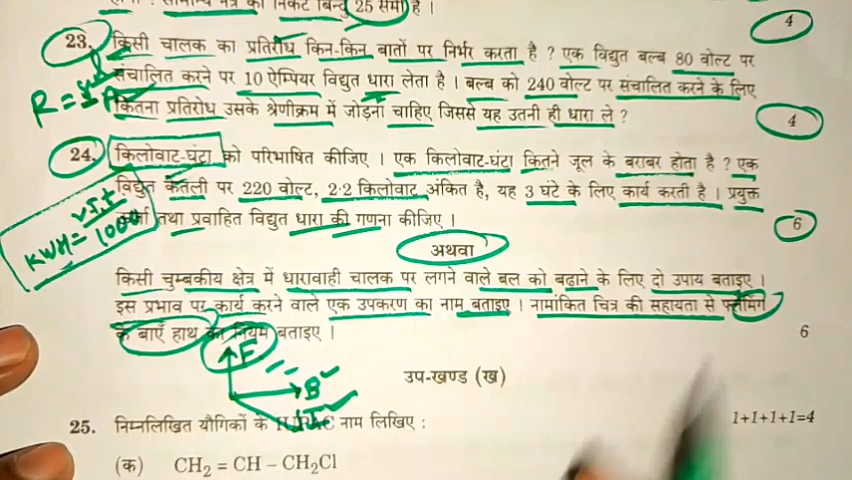 सामान्य नेत्र का निकट बिन्दु 25 सेमी है ।
4
23. किसी चालक का प्रतिरोध किन-किन बातों पर निर्भर करता है ? एक विद्युत बल्ब 80 वोल्ट पर
संचालित करने पर 10 ऐम्पियर विद्युत धारा लेता है । बल्ब को 240 वोल्ट पर संचालित करने के लिए
R =
कितना प्रतिरोध उसके श्रेणीक्रम में जोड़ना चाहिए जिससे यह उतनी ही धारा ले ?
4
24. किलोवाट-घंटा को परिभाषित कीजिए । एक किलोवाट-घंटा कितने जूल के बराबर होता है ? एक
विद्युत केतली पर 220 वोल्ट, 2·2 किलोवाट अंकित है, यह 3 घंटे के लिए कार्य करती है । प्रयुक्त
तथा प्रवाहित विद्युत धारा की गणना कीजिए ।
6
KWH = V.I.t
1000
अथवा
किसी चुम्बकीय क्षेत्र में धारावाही चालक पर लगने वाले बल को बढ़ाने के लिए दो उपाय बताइए ।
इस प्रभाव पर कार्य करने वाले एक उपकरण का नाम बताइए । नामांकित चित्र की सहायता से फ्लेमिंग
के बाएँ हाथ का नियम बताइए ।
6
F
B
I
उप-खण्ड (ख)
25. निम्नलिखित यौगिकों के IUPAC नाम लिखिए :
1+1+1+1=4
(क) CH₂ = CH – CH₂Cl